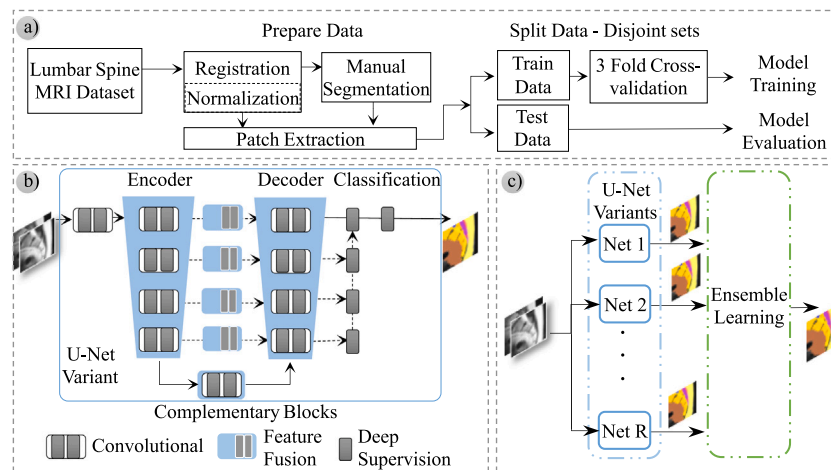 a)
Prepare Data
Split Data - Disjoint sets
Lumbar Spine
MRI Dataset
Registration
Normalization
Manual
Segmentation
Patch Extraction
Train
Data
3 Fold Cross-
validation
Model
Training
Test
Data
Model
Evaluation
b)
Encoder
Decoder
Classification
U-Net
Variant
Complementary Blocks
Convolutional
Feature
Fusion
Deep
Supervision
c)
U-Net
Variants
Net 1
Net 2
Net R
Ensemble
Learning